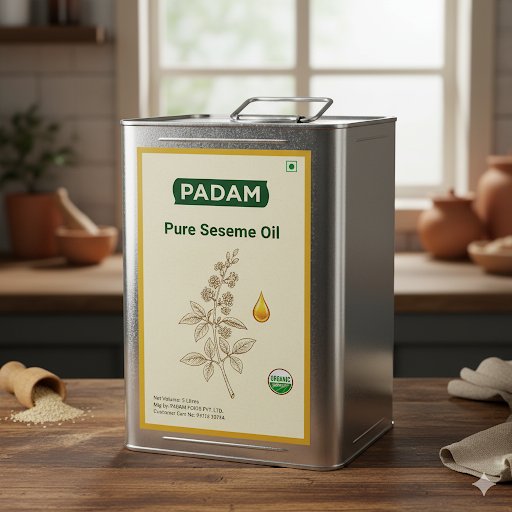 PADAM
Pure Seseme Oil
ORGANIC
Net Volume: 5 Litres
Mfg by: PADAM FOODS PVT. LTD.
Customer Care No: